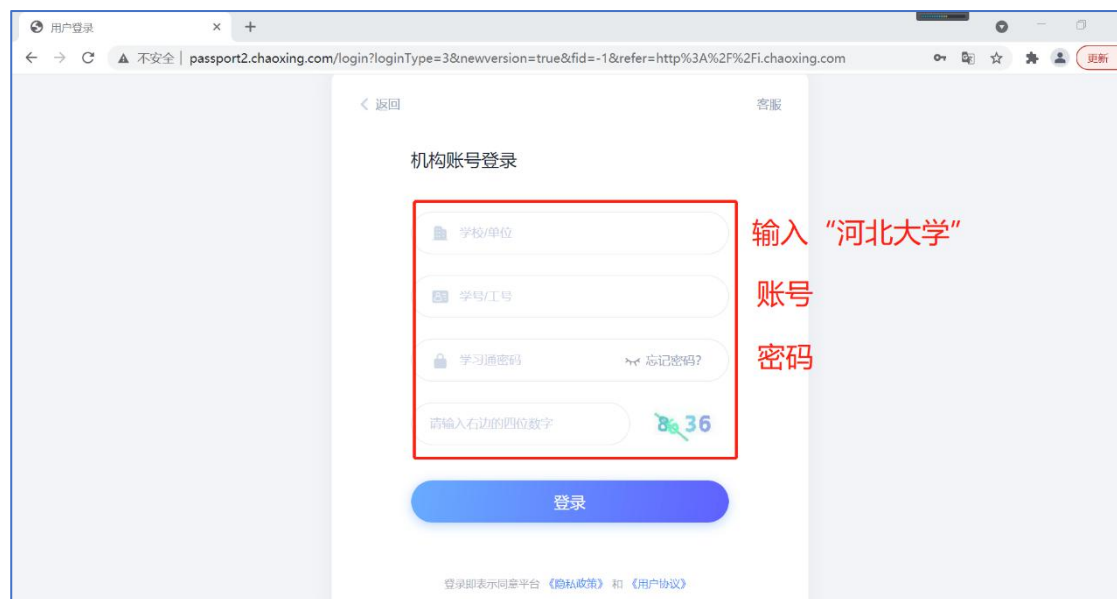 用户登录
不安全 | passport2.chaoxing.com/login?loginType=3&newversion=true&fid=-1&refer=http%3A%2F%2Fi.chaoxing.com
更新
返回
客服
机构账号登录
学校/单位
输入“河北大学”
学号/工号
账号
学习通密码
忘记密码?
密码
请输入右边的四位数字
36
登录
登录即表示同意平台 《隐私政策》 和 《用户协议》